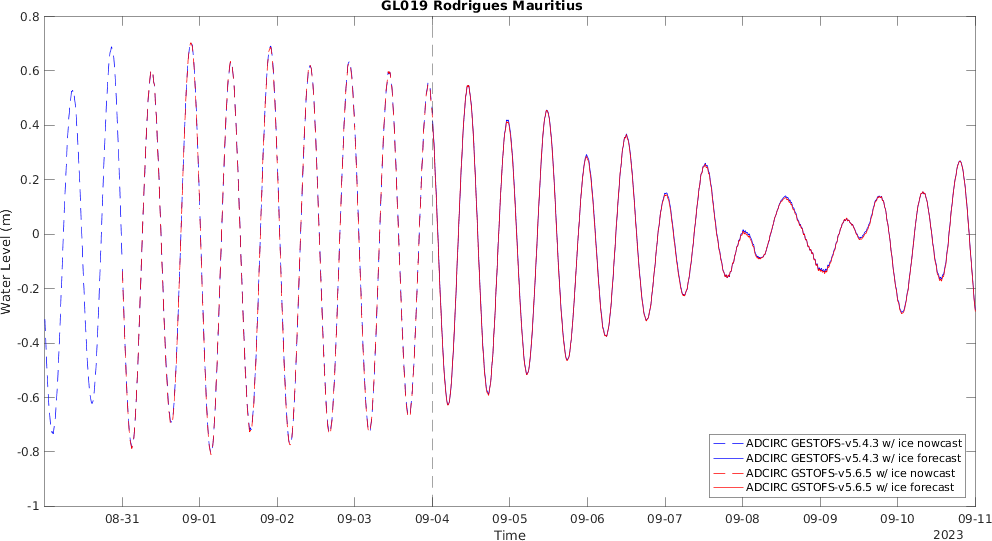 GL019 Rodrigues Mauritius
0.8
0.6
0.4
0.2
0
-0.2
-0.4
-0.6
-0.8
-1
Water Level (m)
ADCIRC GESTOFS-v5.4.3 w/ ice nowcast
ADCIRC GESTOFS-v5.4.3 w/ ice forecast
ADCIRC GSTOFS-v5.6.5 w/ ice nowcast
ADCIRC GSTOFS-v5.6.5 w/ ice forecast
08-31 09-01 09-02 09-03 09-04 09-05 09-06 09-07 09-08 09-09 09-10 09-11
Time
2023